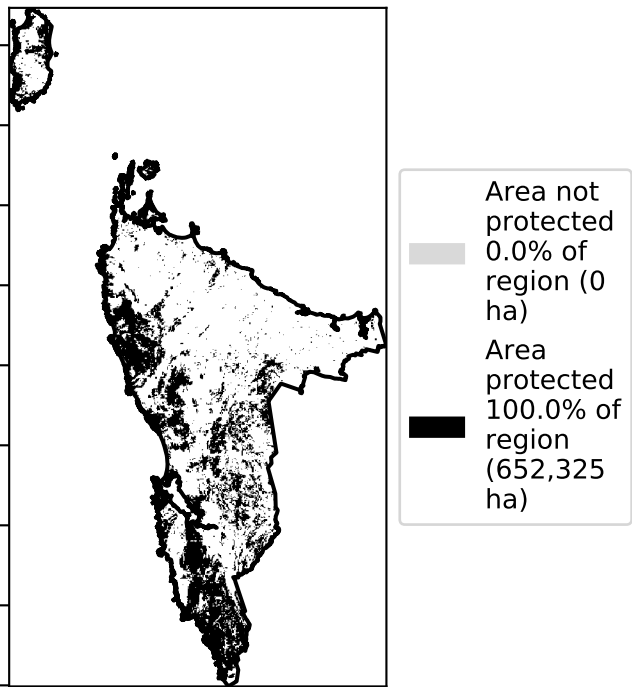 Area not
protected
0.0% of
region (0
ha)
Area
protected
100.0% of
region
(652,325
ha)